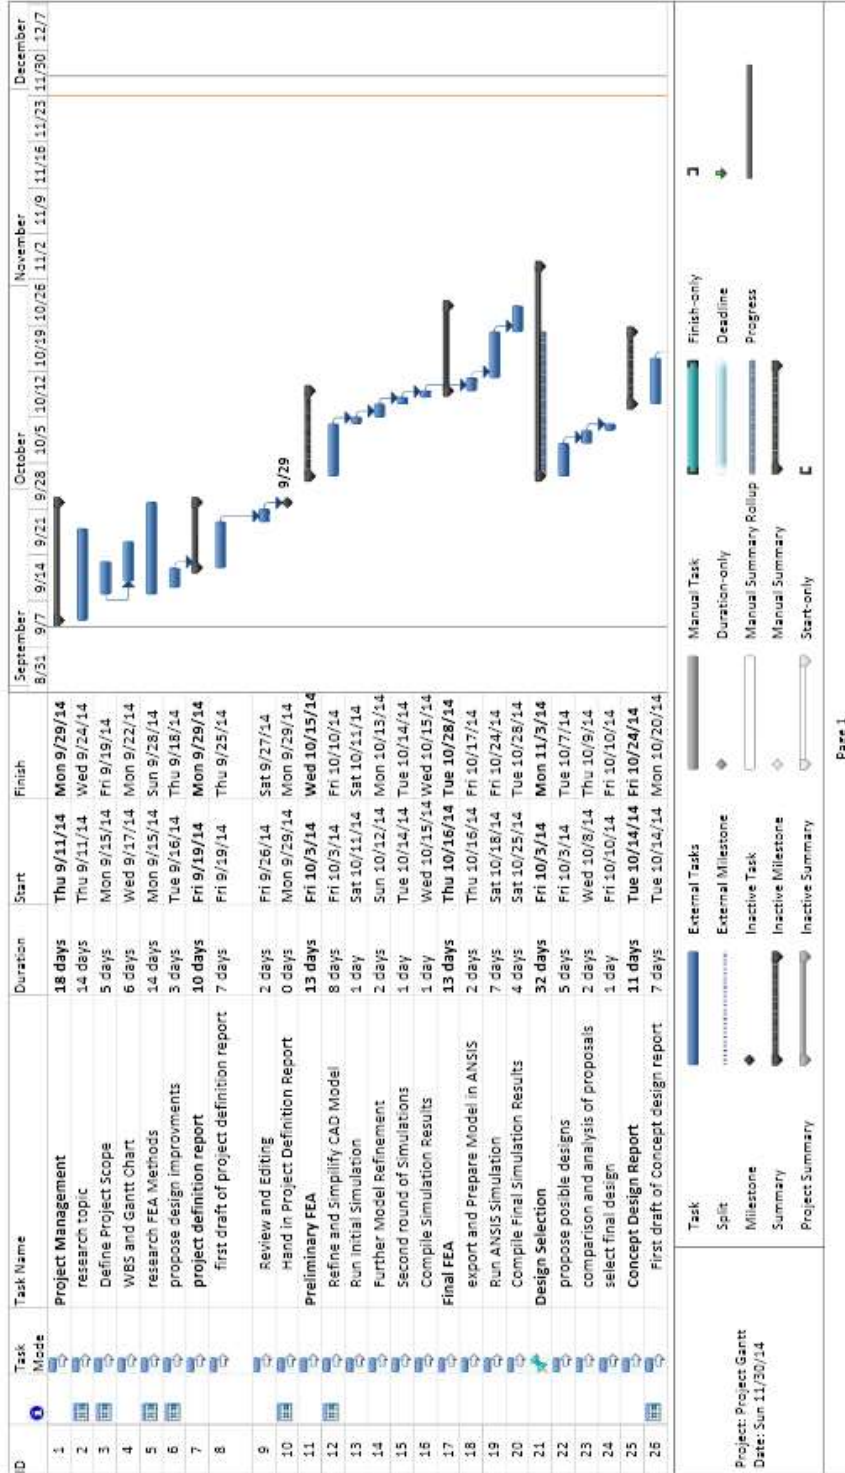 ID Task Mode Task Name Duration Start Finish
September October November December
8/31 9/7 9/14 9/21 9/28 10/5 10/12 10/19 10/26 11/2 11/9 11/16 11/23 11/30 12/7
1 Project Management 18 days Thu 9/11/14 Mon 9/29/14
2 research topic 14 days Thu 9/11/14 Wed 9/24/14
3 Define Project Scope 5 days Mon 9/15/14 Fri 9/19/14
4 WBS and Gantt Chart 6 days Wed 9/17/14 Mon 9/22/14
5 research FEA Methods 14 days Mon 9/15/14 Sun 9/28/14
6 propose design improvments 3 days Tue 9/16/14 Thu 9/18/14
7 project definition report 10 days Fri 9/19/14 Mon 9/29/14
8 first draft of project definition report 7 days Fri 9/19/14 Thu 9/25/14
9 Review and Editing 2 days Fri 9/26/14 Sat 9/27/14
10 Hand in Project Definition Report 0 days Mon 9/29/14 Mon 9/29/14 9/29
11 Preliminary FEA 13 days Fri 10/3/14 Wed 10/15/14
12 Refine and Simpilify CAD Model 8 days Fri 10/3/14 Fri 10/10/14
13 Run Initial Simulation 1 day Sat 10/11/14 Sat 10/11/14
14 Further Model Refinement 2 days Sun 10/12/14 Mon 10/13/14
15 Second round of Simulations 1 day Tue 10/14/14 Tue 10/14/14
16 Compile Simulation Results 1 day Wed 10/15/14 Wed 10/15/14
17 Final FEA 13 days Thu 10/16/14 Tue 10/28/14
18 export and Prepare Model in ANSIS 2 days Thu 10/16/14 Fri 10/17/14
19 Run ANSIS Simulation 7 days Sat 10/18/14 Fri 10/24/14
20 Compile Final Simulation Results 4 days Sat 10/25/14 Tue 10/28/14
21 Design Selection 32 days Fri 10/3/14 Mon 11/3/14
22 propose posible designs 5 days Fri 10/3/14 Tue 10/7/14
23 comparison and analysis of proposals 2 days Wed 10/8/14 Thu 10/9/14
24 select final design 1 day Fri 10/10/14 Fri 10/10/14
25 Concept Design Report 11 days Tue 10/14/14 Fri 10/24/14
26 First draft of Concept design report 7 days Tue 10/14/14 Mon 10/20/14
Project: Project Gantt
Date: Sun 11/30/14
Task External Tasks Manual Task Finish-only
Split External Milestone Duration-only Deadline
Milestone Inactive Task Manual Summary Rollup Progress
Summary Inactive Milestone Manual Summary
Project Summary Inactive Summary Start-only
Page 1